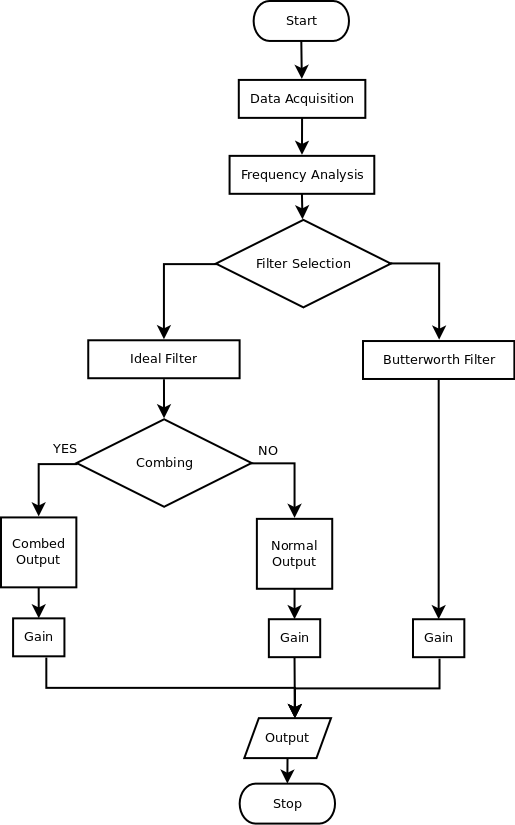 Start
Data Acquisition
Frequency Analysis
Filter Selection
Ideal Filter
Butterworth Filter
YES
NO
Combing
Combed
Output
Normal
Output
Gain
Gain
Gain
Output
Stop